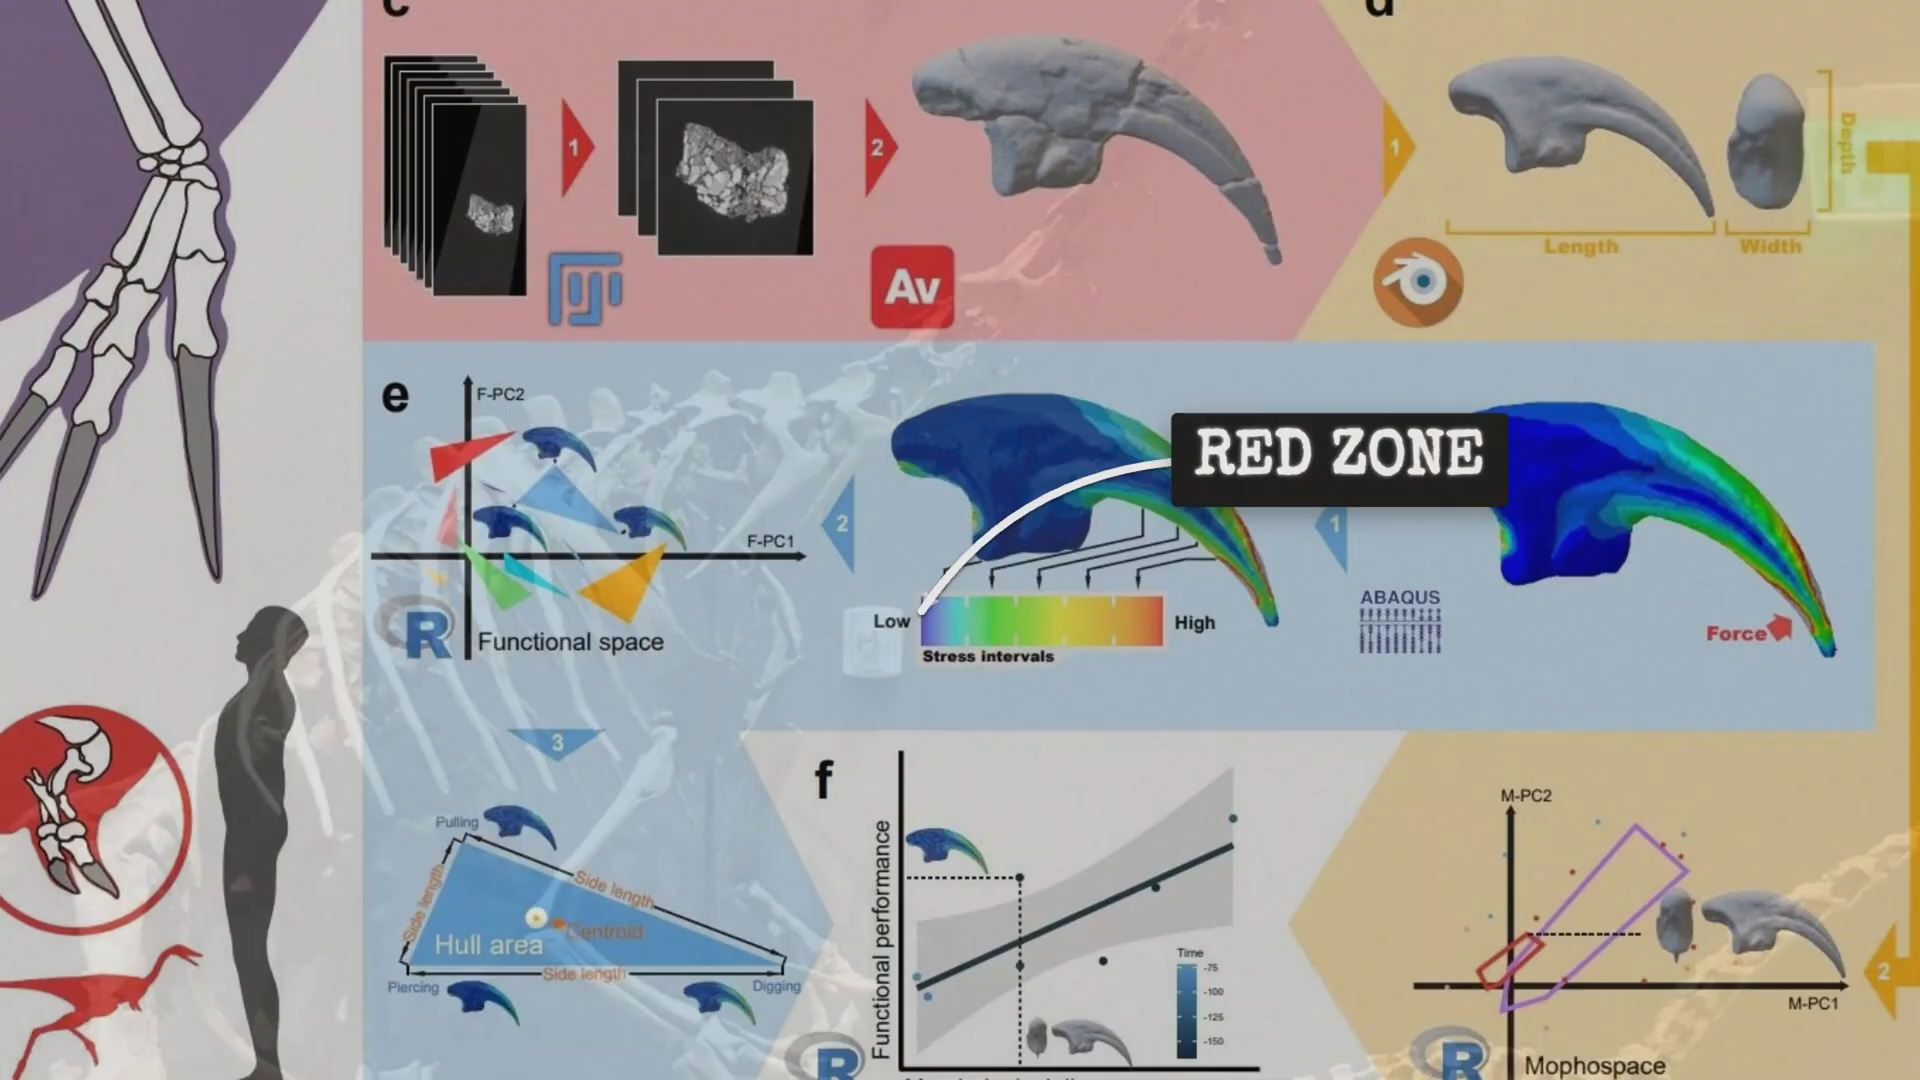 c
d
1
2
1
Depth
Length
Width
Av
e
F-PC2
F-PC1
RED ZONE
2
1
Low
High
Stress intervals
ABAQUS
Force
R
Functional space
3
f
M-PC2
Pulling
Side length
Side length
Centroid
Hull area
Side length
Piercing
Digging
Functional performance
Time
-75
-100
-125
-150
2
M-PC1
R
R
Mophospace